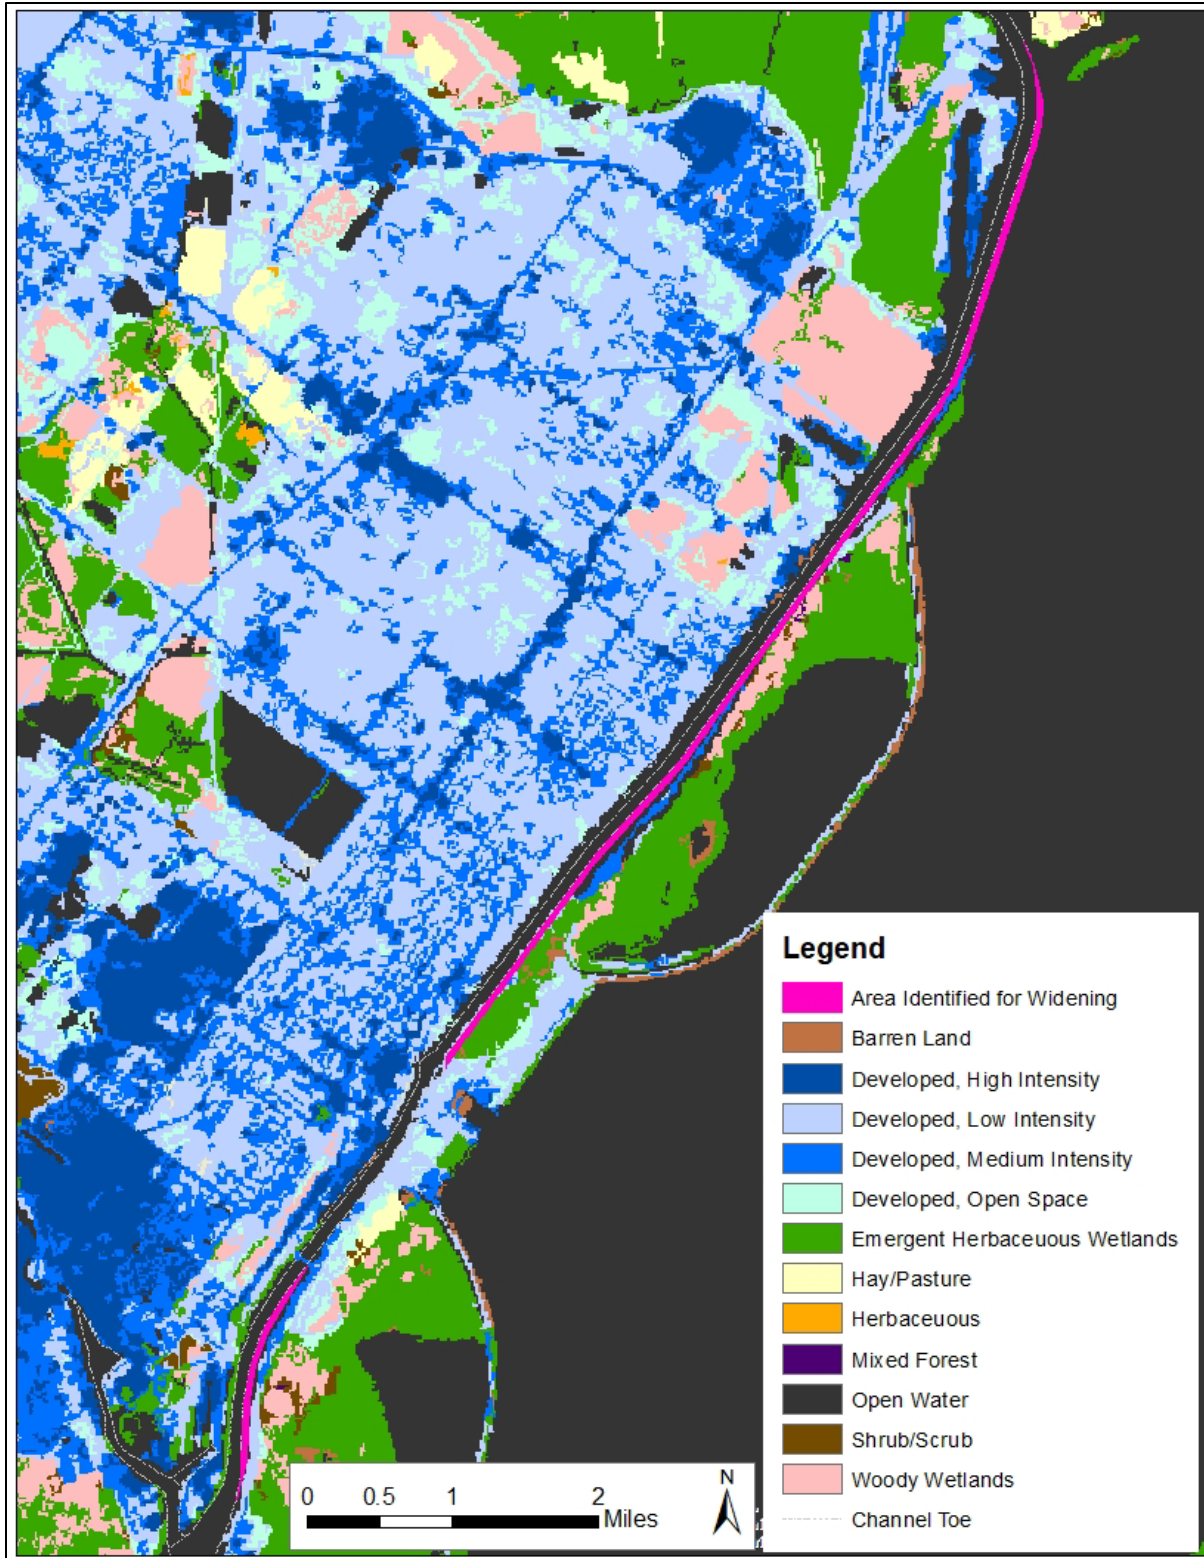 Legend
Area Identified for Widening
Barren Land
Developed, High Intensity
Developed, Low Intensity
Developed, Medium Intensity
Developed, Open Space
Emergent Herbaceuous Wetlands
Hay/Pasture
Herbaceuous
Mixed Forest
Open Water
Shrub/Scrub
Woody Wetlands
Channel Toe
0 0.5 1 2
Miles
N